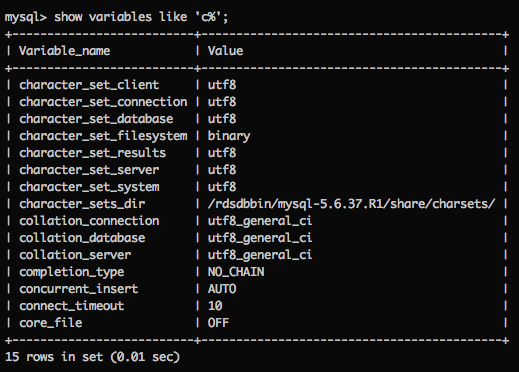 mysql> show variables like 'c%';
+--------------------------+--------------------------------------------+
| Variable_name            | Value                                      |
+--------------------------+--------------------------------------------+
| character_set_client     | utf8                                       |
| character_set_connection | utf8                                       |
| character_set_database   | utf8                                       |
| character_set_filesystem | binary                                     |
| character_set_results    | utf8                                       |
| character_set_server     | utf8                                       |
| character_set_system     | utf8                                       |
| character_sets_dir       | /rdsdbbin/mysql-5.6.37.R1/share/charsets/ |
| collation_connection     | utf8_general_ci                            |
| collation_database       | utf8_general_ci                            |
| collation_server         | utf8_general_ci                            |
| completion_type          | NO_CHAIN                                   |
| concurrent_insert        | AUTO                                       |
| connect_timeout          | 10                                         |
| core_file                | OFF                                        |
+--------------------------+--------------------------------------------+
15 rows in set (0.01 sec)